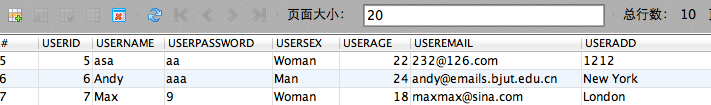 页面大小： 20 总行数： 10
# USERID USERNAME USERPASSWORD USERSEX USERAGE USEREMAIL USERADD
5 5 asa aa Woman 22 232@126.com 1212
6 6 Andy aaa Man 24 andy@emails.bjut.edu.cn New York
7 7 Max 9 Woman 18 maxmax@sina.com London